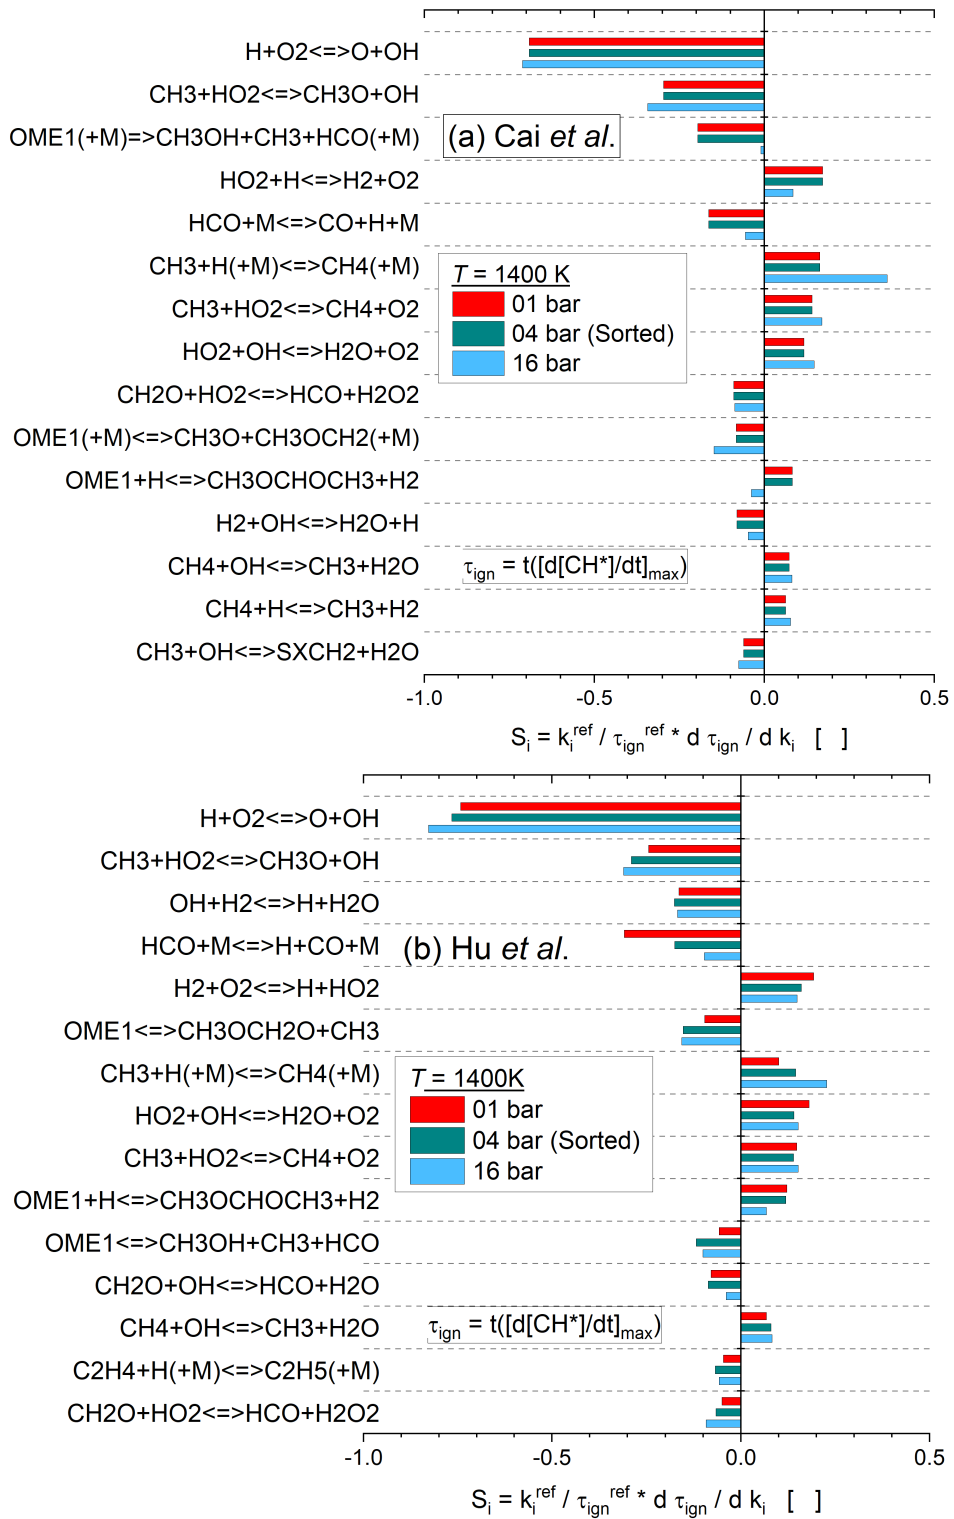 H+O2<=>O+OH
CH3+HO2<=>CH3O+OH
OME1(+M)=>CH3OH+CH3+HCO(+M)
(a) Cai et al.
HO2+H<=>H2+O2
HCO+M<=>CO+H+M
CH3+H(+M)<=>CH4(+M)
T = 1400 K
01 bar
04 bar (Sorted)
16 bar
CH3+HO2<=>CH4+O2
HO2+OH<=>H2O+O2
CH2O+HO2<=>HCO+H2O2
OME1(+M)<=>CH3O+CH3OCH2(+M)
OME1+H<=>CH3OCHOCH3+H2
H2+OH<=>H2O+H
CH4+OH<=>CH3+H2O
τign = t([d[CH*]/dt]max)
CH4+H<=>CH3+H2
CH3+OH<=>SXCH2+H2O
-1.0 -0.5 0.0 0.5
Si = kiref / τignref * d τign / d ki [ ]
H+O2<=>O+OH
CH3+HO2<=>CH3O+OH
OH+H2<=>H+H2O
HCO+M<=>H+CO+M
(b) Hu et al.
H2+O2<=>H+HO2
OME1<=>CH3OCH2O+CH3
CH3+H(+M)<=>CH4(+M)
T = 1400K
01 bar
04 bar (Sorted)
16 bar
HO2+OH<=>H2O+O2
CH3+HO2<=>CH4+O2
OME1+H<=>CH3OCHOCH3+H2
OME1<=>CH3OH+CH3+HCO
CH2O+OH<=>HCO+H2O
CH4+OH<=>CH3+H2O
τign = t([d[CH*]/dt]max)
C2H4+H(+M)<=>C2H5(+M)
CH2O+HO2<=>HCO+H2O2
-1.0 -0.5 0.0 0.5
Si = kiref / τignref * d τign / d ki [ ]